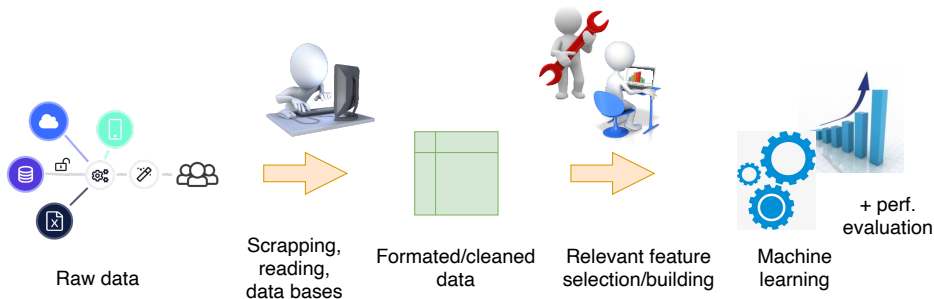 Raw data
Scrapping,
reading,
data bases
Formated/cleaned
data
Relevant feature
selection/building
Machine
learning
+ perf.
evaluation
X